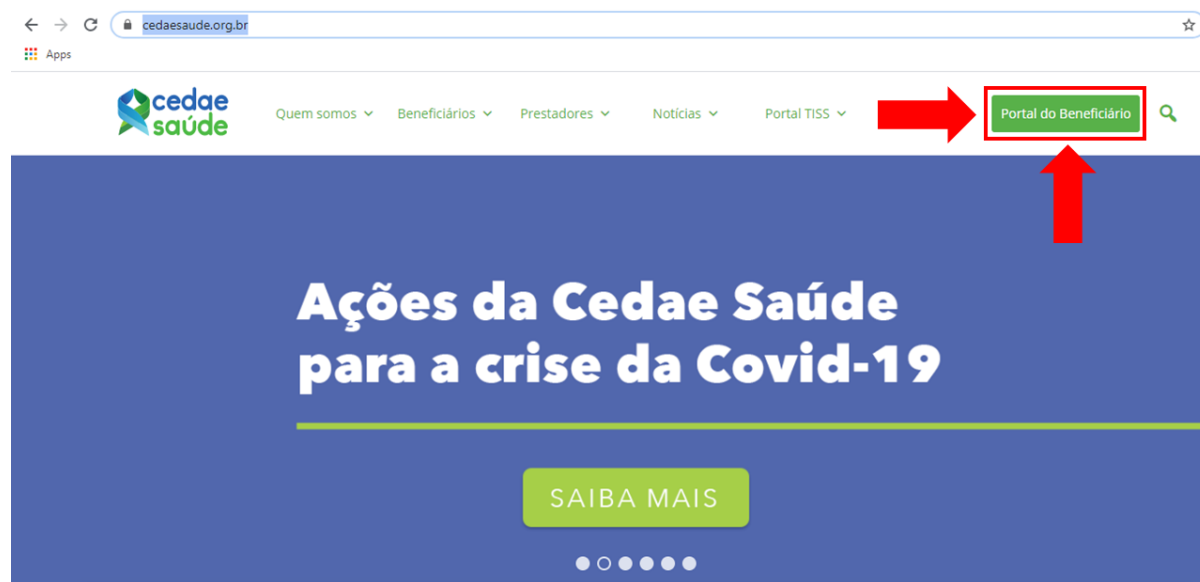 cedaesaude.org.br
Apps
cedae
saúde
Quem somos
Beneficiários
Prestadores
Notícias
Portal TISS
Portal do Beneficiário
Ações da Cedae Saúde
para a crise da Covid-19
SAIBA MAIS